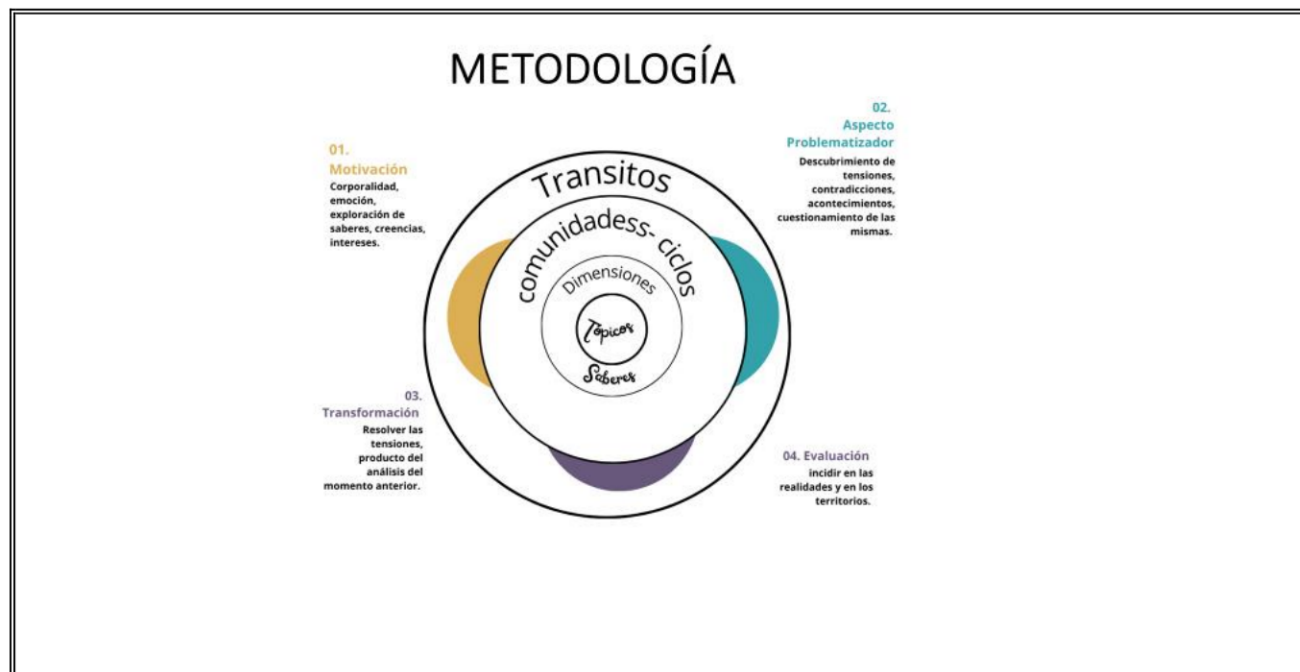 METODOLOGÍA
01.
Motivación
Corporalidad,
emoción,
exploración de
saberes, creencias,
intereses.
02.
Aspecto
Problematizador
Descubrimiento de
tensiones,
contradicciones,
acontecimientos,
cuestionamiento de las
mismas.
Transitos
comunidadess- ciclos
Dimensiones
Tópicos
Saberes
03.
Transformación
Resolver las
tensiones,
producto del
análisis del
momento anterior.
04. Evaluación
incidir en las
realidades y en los
territorios.